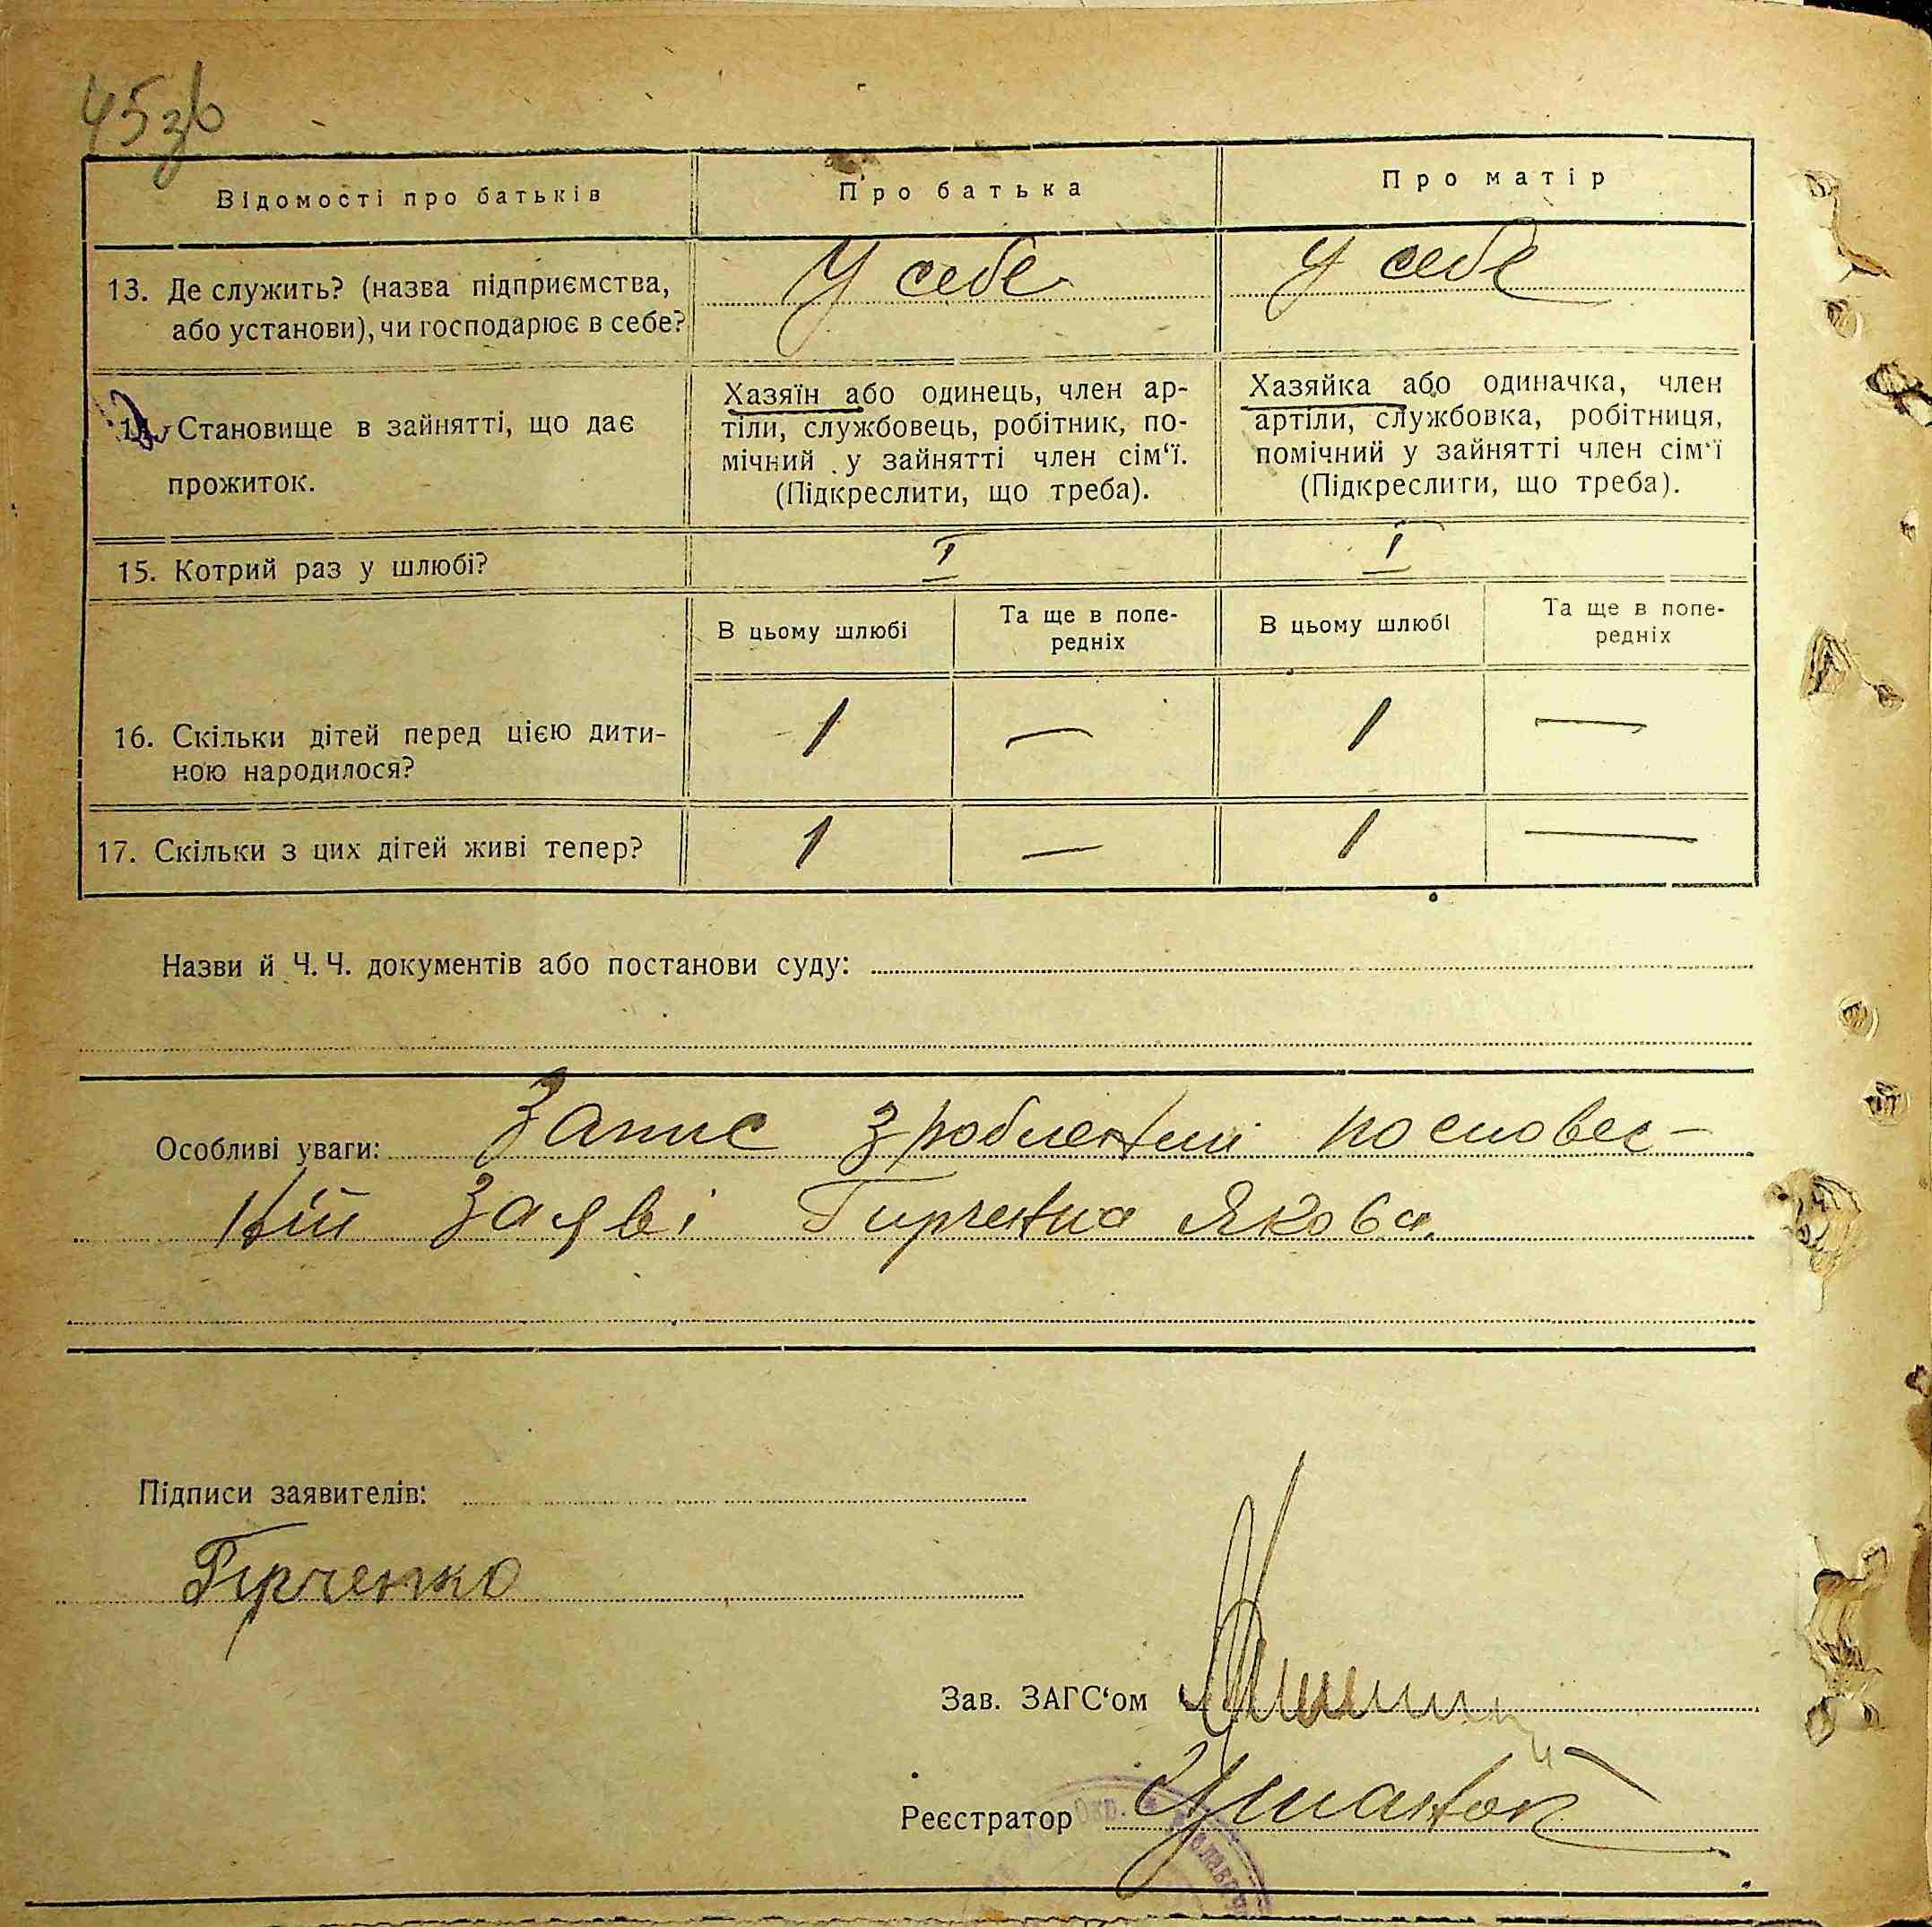 45зв
Відомості про батьків
Про батька
Про матір
13. Де служить? (назва підприємства,
або установи), чи господарює в себе?
У себе
У себе
14. Становище в зайнятті, що дає
прожиток.
Хазяїн або одинець, член ар-
тіли, службовець, робітник, по-
мічний у зайнятті член сім‘ї.
(Підкреслити, що треба).
Хазяйка або одиначка, член
артіли, службовка, робітниця,
помічний у зайнятті член сім‘ї
(Підкреслити, що треба).
15. Котрий раз у шлюбі?
I
I
В цьому шлюбі
Та ще в попе-
редніх
В цьому шлюбі
Та ще в попе-
редніх
16. Скільки дітей перед цією дити-
ною народилося?
1
—
1
—
17. Скільки з цих дітей живі тепер?
1
—
1
—
Назви й Ч. Ч. документів або постанови суду:
Особливі уваги: Запис зроблений по словес-
ній заяві Гирченка Якова.
Підписи заявителів:
Гирченко
Зав. ЗАГС‘ом
Реєстратор
Окр.